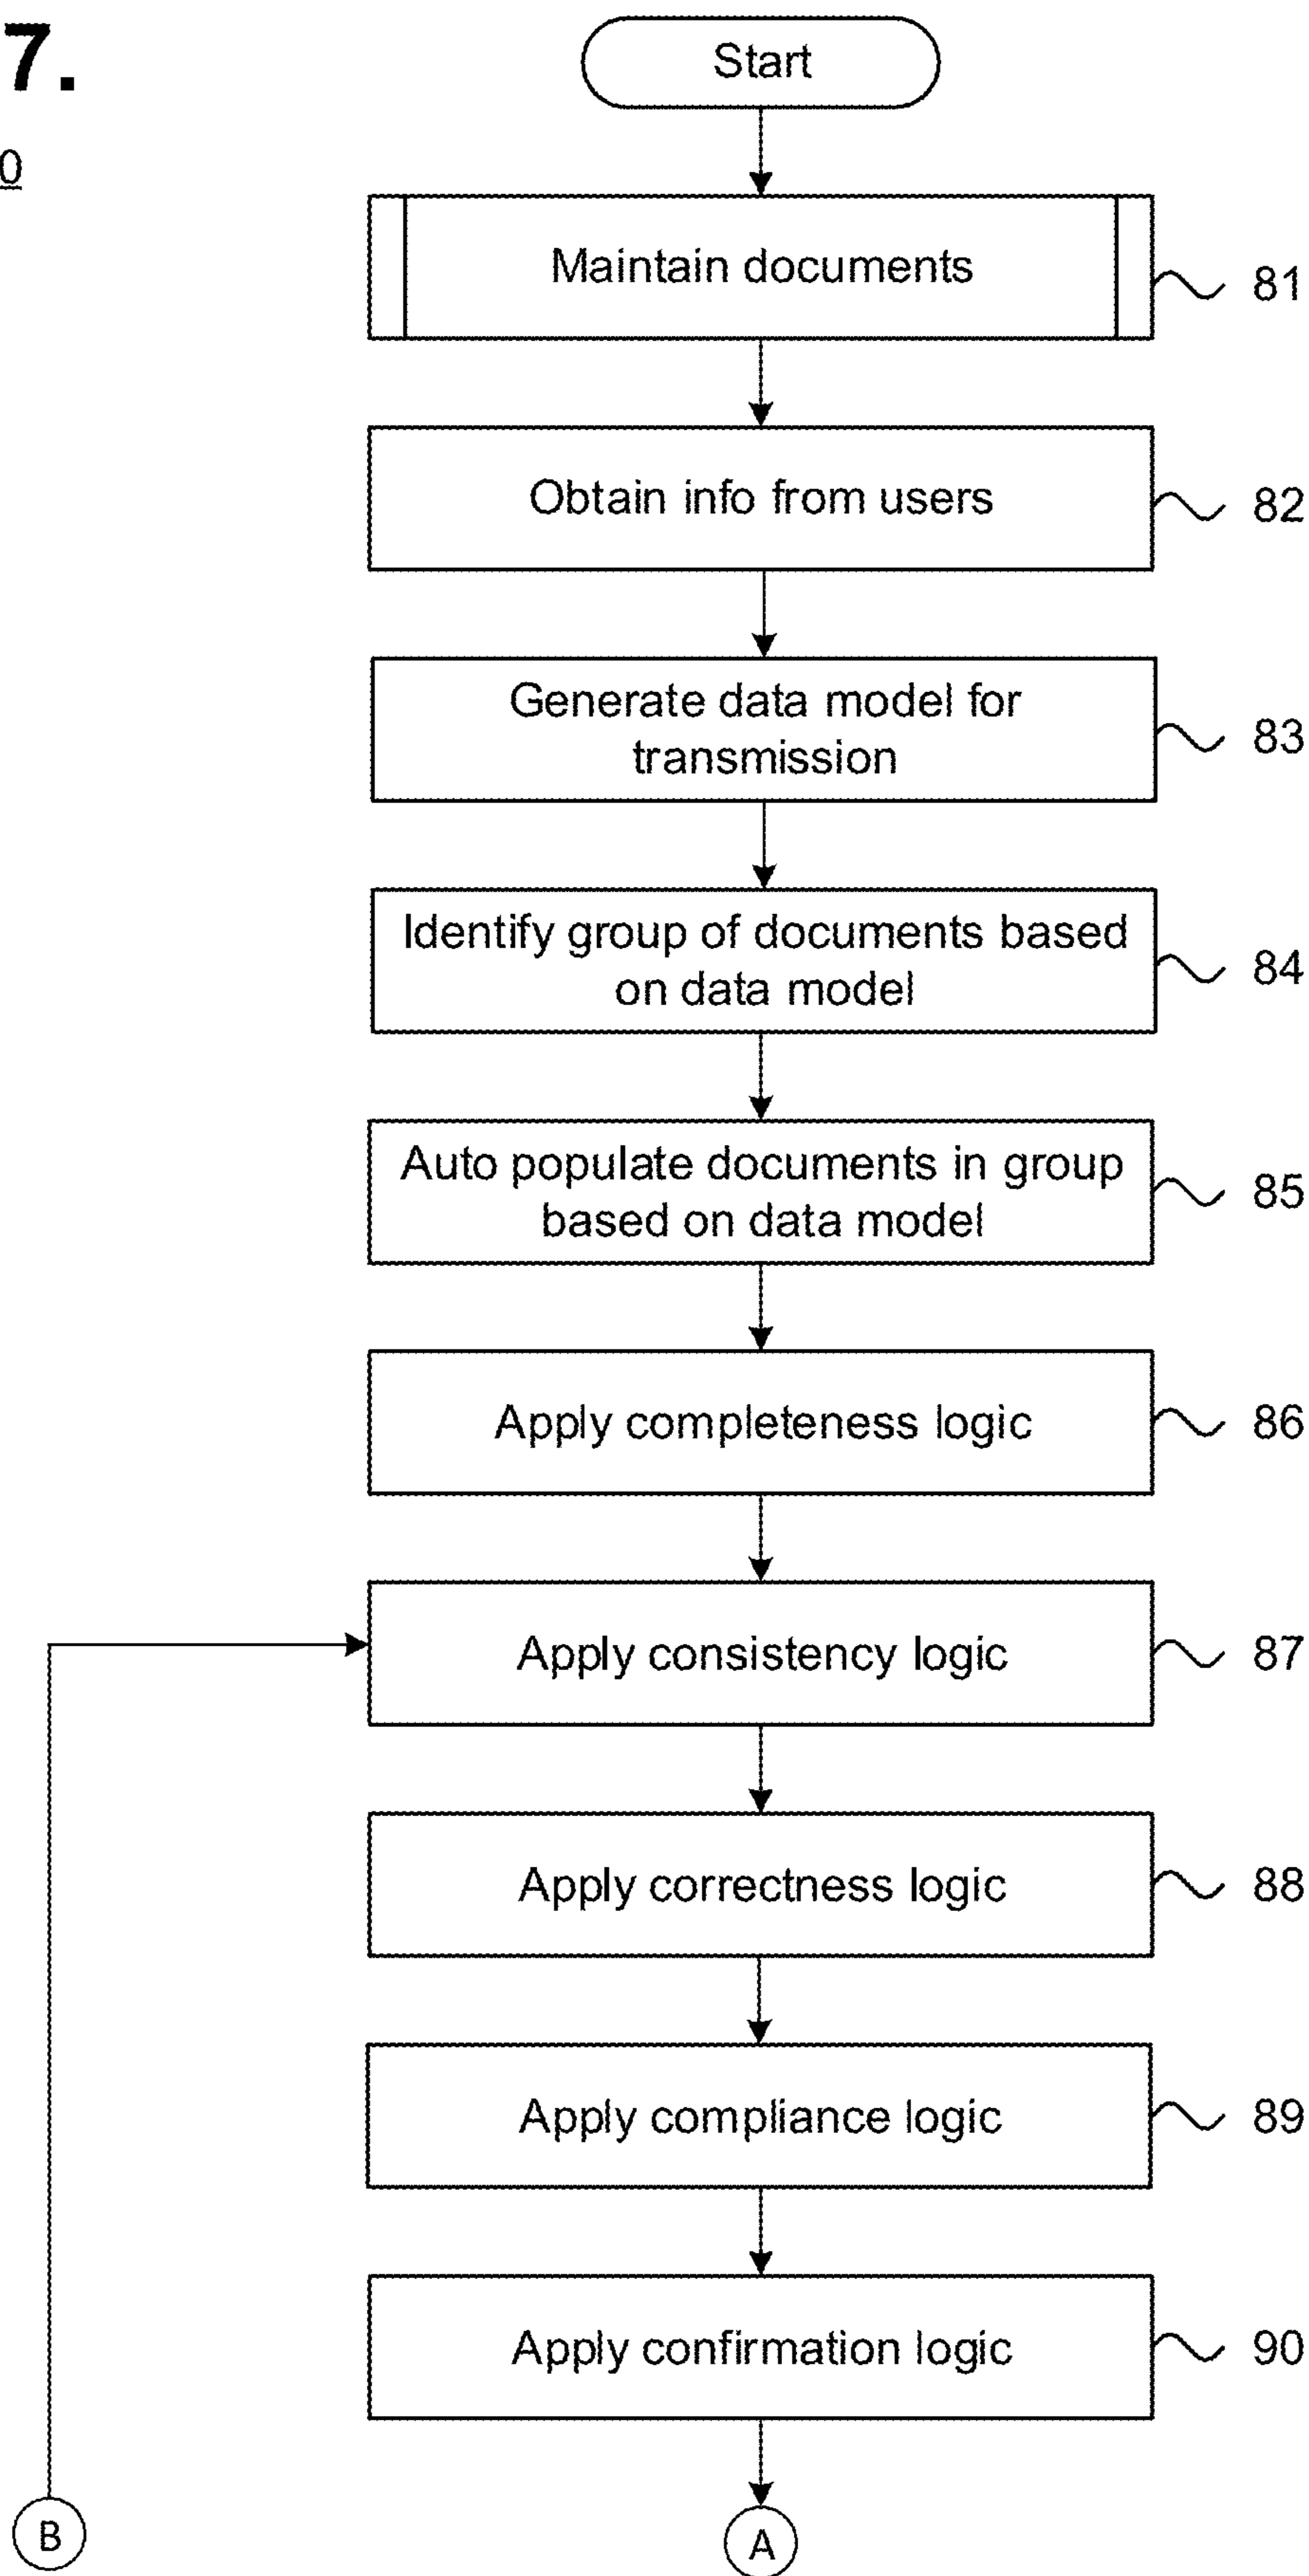 7.
0
Start
Maintain documents
81
Obtain info from users
82
Generate data model for
transmission
83
Identify group of documents based
on data model
84
Auto populate documents in group
based on data model
85
Apply completeness logic
86
Apply consistency logic
87
Apply correctness logic
88
Apply compliance logic
89
Apply confirmation logic
90
B
A